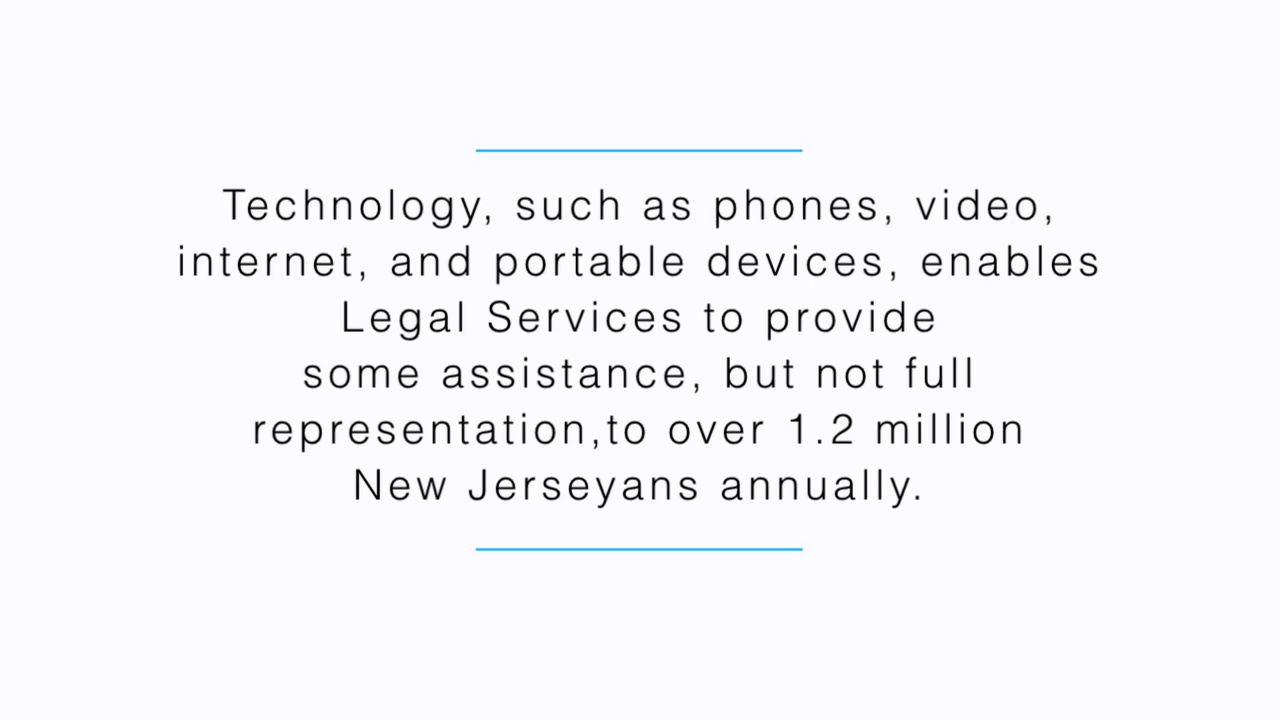 Technology, such as phones, video,
internet, and portable devices, enables
Legal Services to provide
some assistance, but not full
representation,to over 1.2 million
New Jerseyans annually.